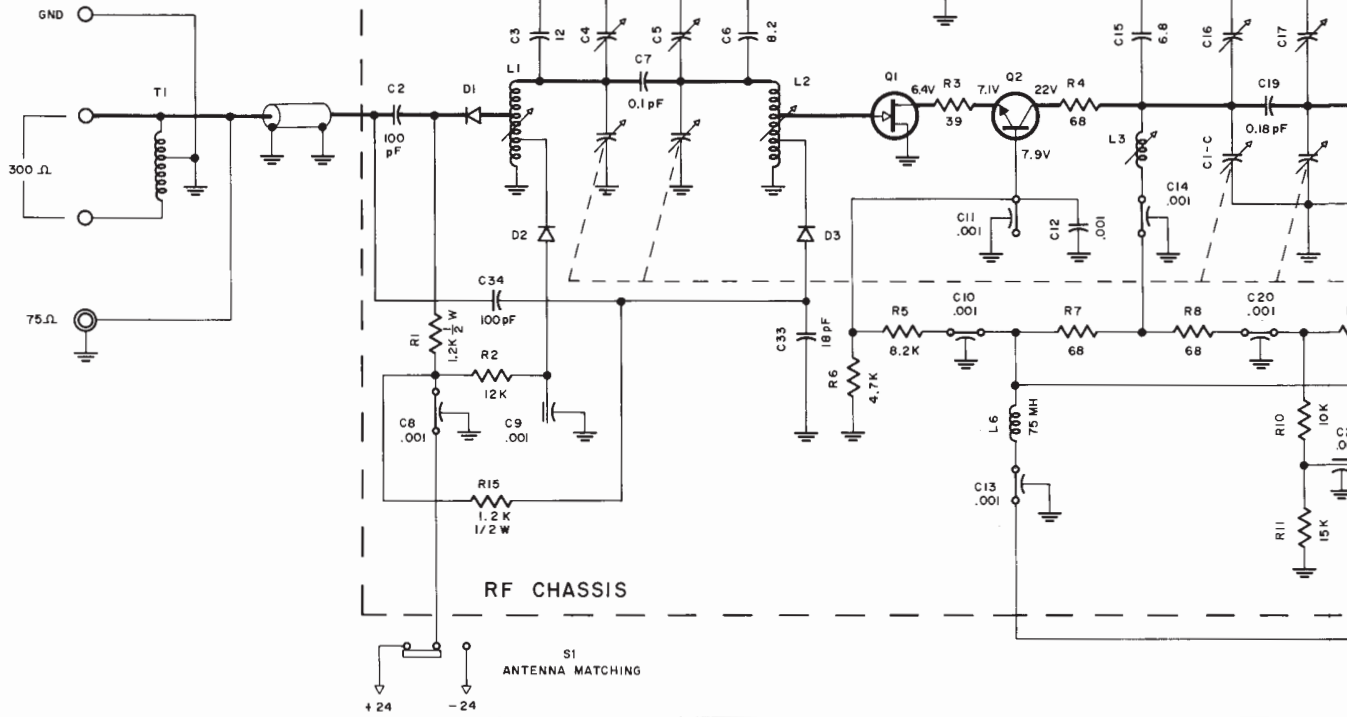 GND
T1
300 Ω
75Ω
C2
100
pF
D1
L1
C3
12
C4
C5
C6
8.2
C7
0.1 pF
L2
Q1
6.4V
R3
39
7.1V
Q2
22V
7.9V
R4
68
C15
6.8
C16
C17
C19
0.18 pF
L3
C1-C
C14
.001
C11
.001
C12
.001
D2
D3
C34
100pF
C33
18 pF
R1
1.2K 1/2 W
R2
12K
C8
.001
C9
.001
R15
1.2K
1/2 W
R5
8.2K
C10
.001
R7
68
R8
68
C20
.001
R6
4.7K
L6
75 MH
C13
.001
R10
10K
R11
15K
RF CHASSIS
S1
ANTENNA MATCHING
+24
-24